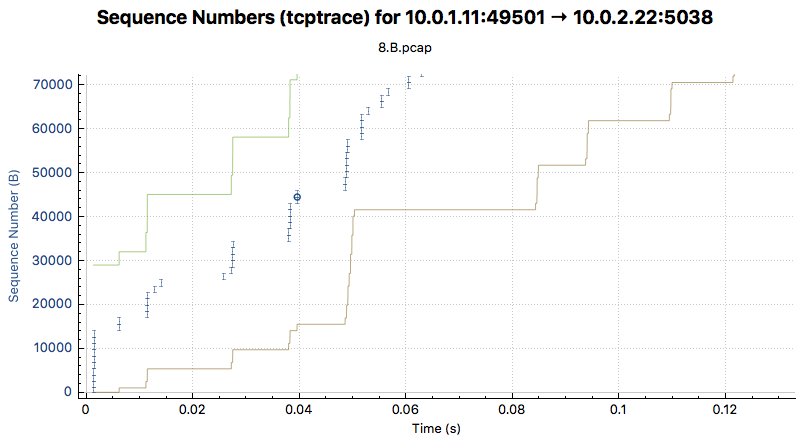 Sequence Numbers (tcptrace) for 10.0.1.11:49501 → 10.0.2.22:5038
8.B.pcap
Sequence Number (B)
70000
60000
50000
40000
30000
20000
10000
0
0 0.02 0.04 0.06 0.08 0.1 0.12
Time (s)